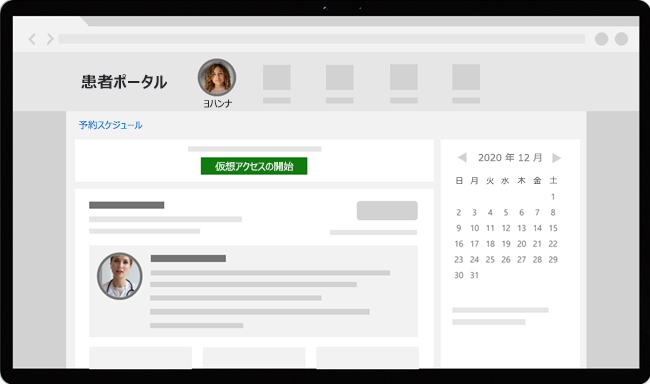 患者ポータル
ヨハンナ
予約スケジュール
仮想アクセスの開始
2020 年 12 月
日 月 火 水 木 金 土
1
2 3 4 5 6 7 8
9 10 11 12 13 14 15
16 17 18 19 20 21 22
23 24 25 26 27 28 29
30 31